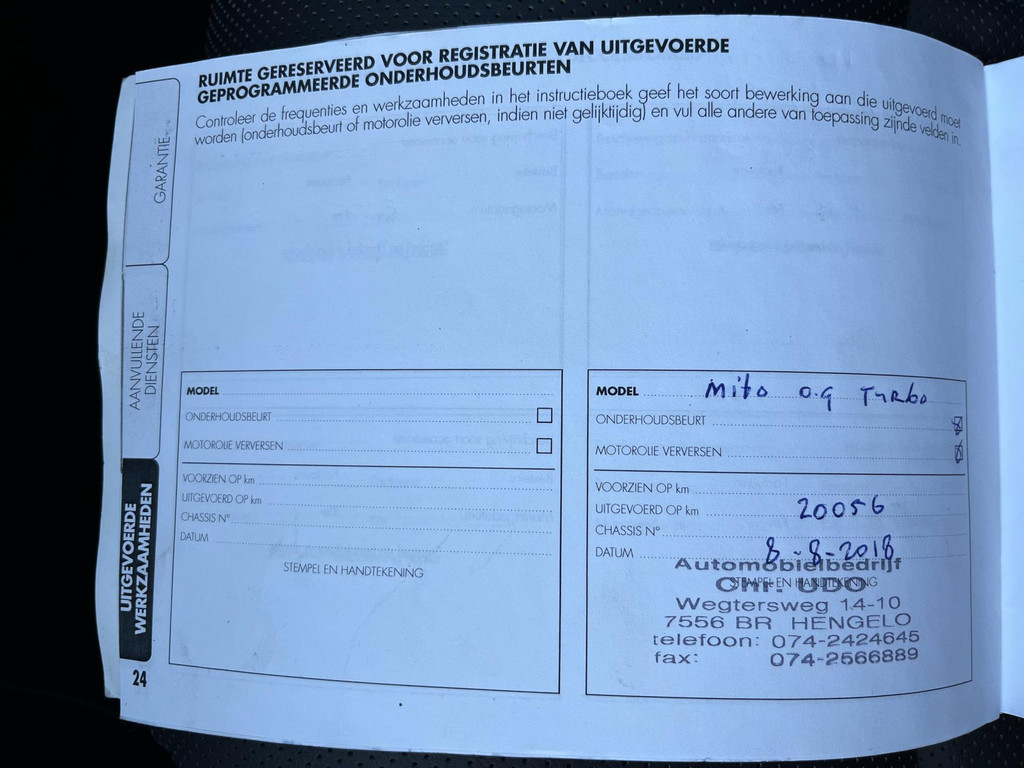 RUIMTE GERESERVEERD VOOR REGISTRATIE VAN UITGEVOERDE
GEPROGRAMMEERDE ONDERHOUDSBEURTEN
Controleer de frequenties en werkzaamheden in het instructieboek geef het soort bewerking aan die uitgevoerd moet
worden (onderhoudsbeurt of motorolie verversen, indien niet gelijktijdig) en vul alle andere van toepassing zijnde velden in.
GARANTIE
AANVULLENDE
DIENSTEN
UITGEVOERDE
WERKZAAMHEDEN
24
MODEL
ONDERHOUDSBEURT
MOTOROLIE VERVERSEN
VOORZIEN OP km
UITGEVOERD OP km
CHASSIS N°
DATUM
STEMPEL EN HANDTEKENING
MODEL Mito 0.9 Turbo
ONDERHOUDSBEURT
MOTOROLIE VERVERSEN
VOORZIEN OP km
UITGEVOERD OP km 20056
CHASSIS N°
DATUM 8-8-2018
Automobielbedrijf
STEMPEL EN HANDTEKENING
Chr. UDO
Wegtersweg 14-10
7556 BR HENGELO
telefoon: 074-2424645
fax: 074-2566889